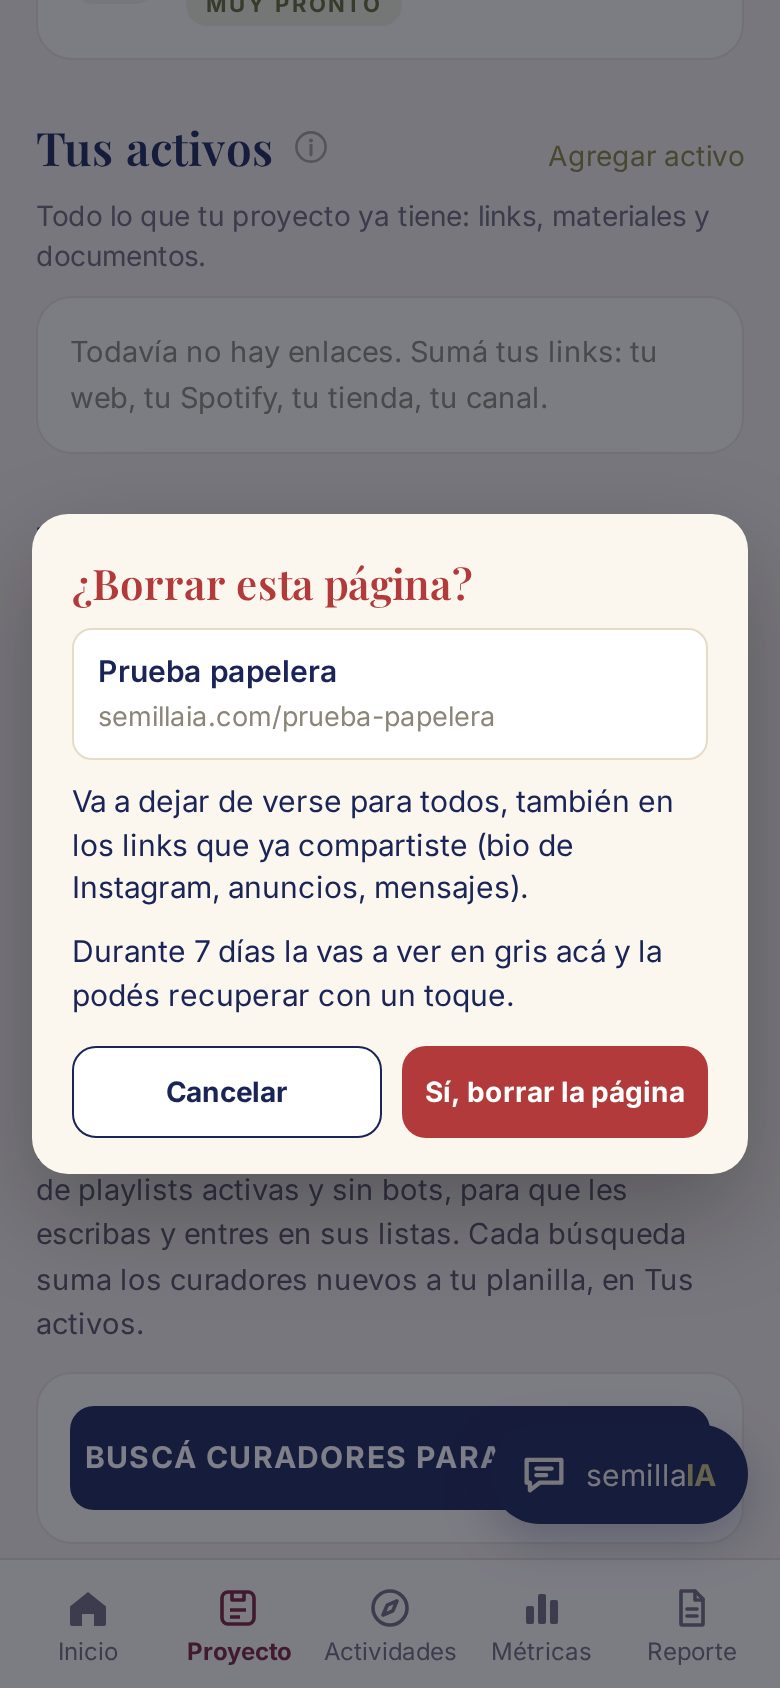 MUY PRONTO
Tus activos
Agregar activo
Todo lo que tu proyecto ya tiene: links, materiales y
documentos.
Todavía no hay enlaces. Sumá tus links: tu
web, tu Spotify, tu tienda, tu canal.
¿Borrar esta página?
Prueba papelera
semillaia.com/prueba-papelera
Va a dejar de verse para todos, también en
los links que ya compartiste (bio de
Instagram, anuncios, mensajes).
Durante 7 días la vas a ver en gris acá y la
podés recuperar con un toque.
Cancelar
Sí, borrar la página
de playlists activas y sin bots, para que les
escribas y entres en sus listas. Cada búsqueda
suma los curadores nuevos a tu planilla, en Tus
activos.
BUSCÁ CURADORES PARA
semillaIA
Inicio
Proyecto
Actividades
Métricas
Reporte